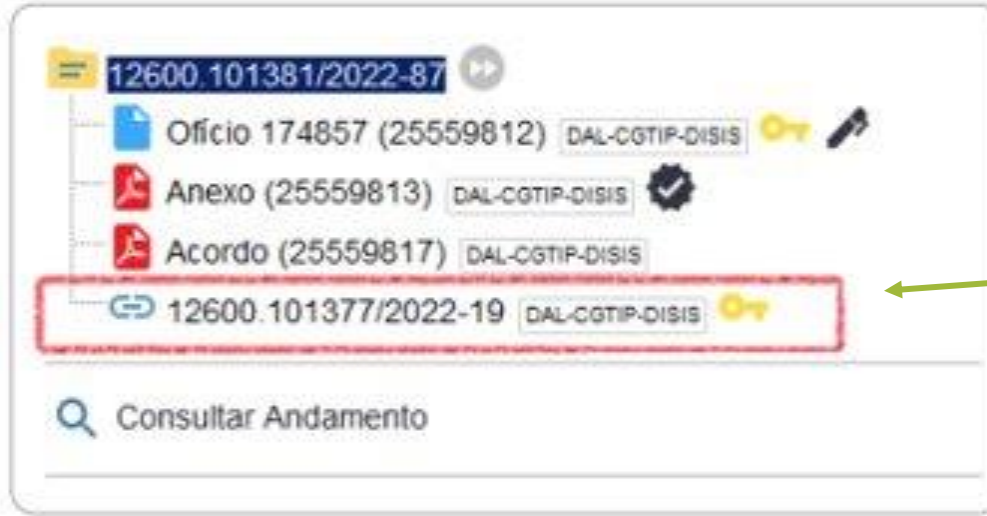 12600.101381/2022-87
Ofício 174857 (25559812) DAL-CGTIP-DISIS
Anexo (25559813) DAL-CGTIP-DISIS
Acordo (25559817) DAL-CGTIP-DISIS
12600.101377/2022-19 DAL-CGTIP-DISIS
Consultar Andamento